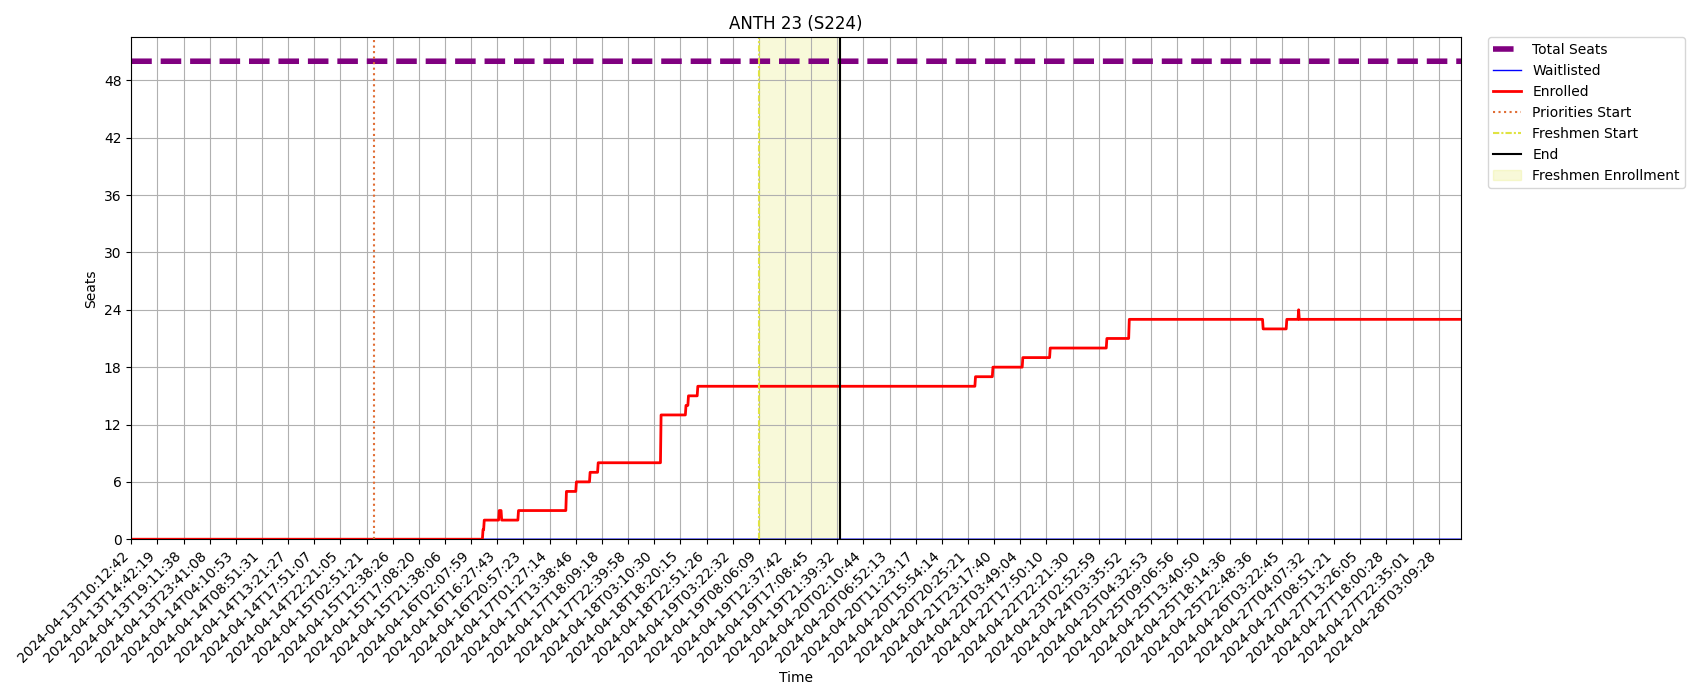 ANTH 23 (S224)
Total Seats
Waitlisted
Enrolled
Priorities Start
Freshmen Start
End
Freshmen Enrollment
Seats
48
42
36
30
24
18
12
6
0
2024-04-13T10:12:42
2024-04-13T14:42:19
2024-04-13T19:11:38
2024-04-13T23:41:08
2024-04-14T04:10:53
2024-04-14T08:51:31
2024-04-14T13:21:27
2024-04-14T17:51:07
2024-04-14T22:21:05
2024-04-15T02:51:21
2024-04-15T12:38:26
2024-04-15T17:08:20
2024-04-15T21:38:06
2024-04-16T02:07:59
2024-04-16T16:27:43
2024-04-16T20:57:23
2024-04-17T01:27:14
2024-04-17T13:38:46
2024-04-17T18:09:18
2024-04-17T22:39:58
2024-04-18T03:10:30
2024-04-18T18:20:15
2024-04-18T22:51:26
2024-04-19T03:22:32
2024-04-19T08:06:09
2024-04-19T12:37:42
2024-04-19T17:08:45
2024-04-19T21:39:32
2024-04-20T02:10:44
2024-04-20T06:52:13
2024-04-20T11:23:17
2024-04-20T15:54:14
2024-04-20T20:25:21
2024-04-21T23:17:40
2024-04-22T03:49:04
2024-04-22T17:50:10
2024-04-22T22:21:30
2024-04-23T02:52:59
2024-04-24T03:35:52
2024-04-25T04:32:53
2024-04-25T09:06:56
2024-04-25T13:40:50
2024-04-25T18:14:36
2024-04-25T22:48:36
2024-04-26T03:22:45
2024-04-27T04:07:32
2024-04-27T08:51:21
2024-04-27T13:26:05
2024-04-27T18:00:28
2024-04-27T22:35:01
2024-04-28T03:09:28
Time